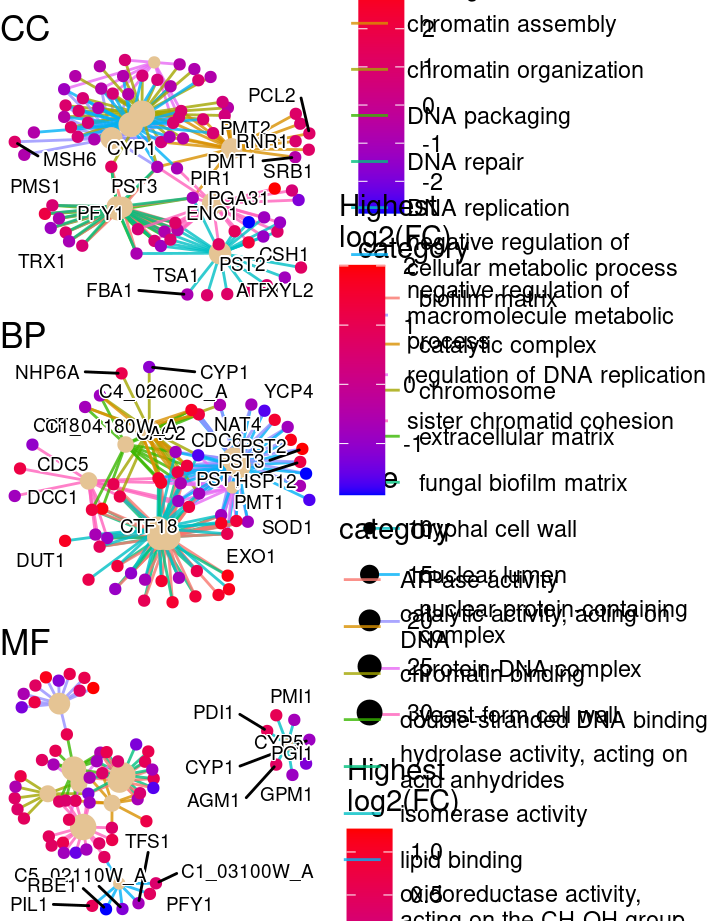 CC
PCL2
PMT2
RNR1
CYP1
MSH6
PMT1
SRB1
PIR1
PMS1
PST3
PGA31
PFY1
ENO1
TRX1
PST2
CSH1
TSA1
FBA1
ATFXYL2
BP
NHP6A
CYP1
C4_02600C_A
YCP4
NAT4
CDC6
PST2
CDC5
PST3
PST1
HSP12
DCC1
PMT1
CTF18
SOD1
DUT1
EXO1
MF
PMI1
PDI1
CYP5
PGI1
CYP1
AGM1
GPM1
TFS1
C5_02110W_A
C1_03100W_A
RBE1
PIL1
PFY1
2
1
0
-1
-2
chromatin assembly
chromatin organization
DNA packaging
DNA repair
DNA replication
negative regulation of
cellular metabolic process
negative regulation of
macromolecule metabolic
process
regulation of DNA replication
sister chromatid cohesion
Highest
log2(FC)
category
2
1
0
-1
biofilm matrix
catalytic complex
chromosome
extracellular matrix
fungal biofilm matrix
hyphal cell wall
nuclear lumen
nuclear protein-containing
complex
protein-DNA complex
yeast-form cell wall
category
15
20
25
30
ATPase activity
catalytic activity, acting on
DNA
chromatin binding
double-stranded DNA binding
hydrolase activity, acting on
acid anhydrides
isomerase activity
lipid binding
oxidoreductase activity,
acting on the CH-OH group
Highest
log2(FC)
1.0
0.5